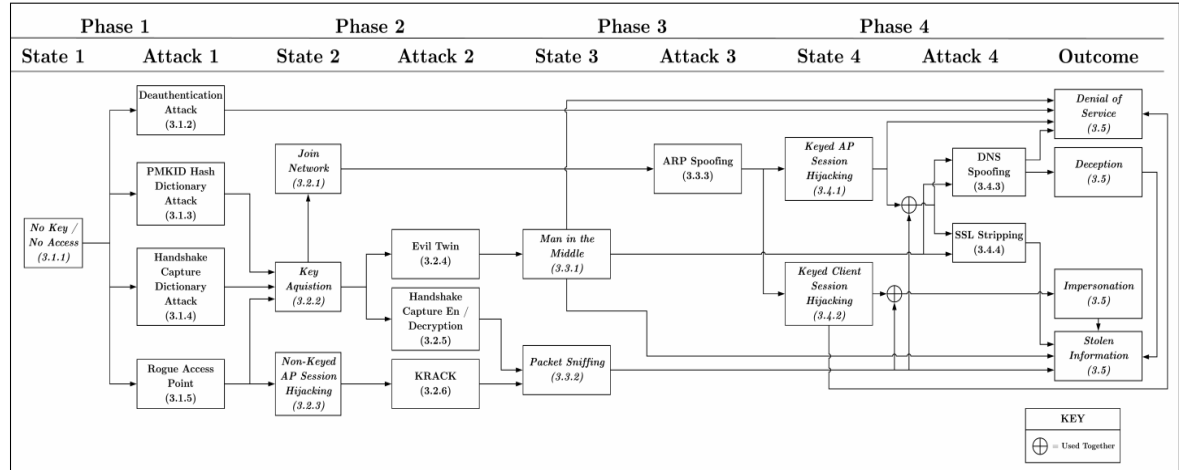 Phase 1
Phase 2
Phase 3
Phase 4
State 1
Attack 1
State 2
Attack 2
State 3
Attack 3
State 4
Attack 4
Outcome
No Key /
No Access
(3.1.1)
Deauthentication
Attack
(3.1.2)
PMKID Hash
Dictionary
Attack
(3.1.3)
Handshake
Capture
Dictionary
Attack
(3.1.4)
Rogue Access
Point
(3.1.5)
Join
Network
(3.2.1)
Key
Aquistion
(3.2.2)
Non-Keyed
AP Session
Hijacking
(3.2.3)
Evil Twin
(3.2.4)
Handshake
Capture En /
Decryption
(3.2.5)
KRACK
(3.2.6)
Man in the
Middle
(3.3.1)
Packet Sniffing
(3.3.2)
ARP Spoofing
(3.3.3)
Keyed AP
Session
Hijacking
(3.4.1)
Keyed Client
Session
Hijacking
(3.4.2)
DNS
Spoofing
(3.4.3)
SSL Stripping
(3.4.4)
Denial of
Service
(3.5)
Deception
(3.5)
Impersonation
(3.5)
Stolen
Information
(3.5)
KEY
= Used Together